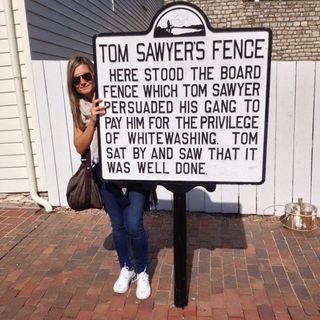 TOM SAWYER'S FENCE
HERE STOOD THE BOARD
FENCE WHICH TOM SAWYER
PERSUADED HIS GANG TO
PAY HIM FOR THE PRIVILEGE
OF WHITEWASHING. TOM
SAT BY AND SAW THAT IT
WAS WELL DONE.